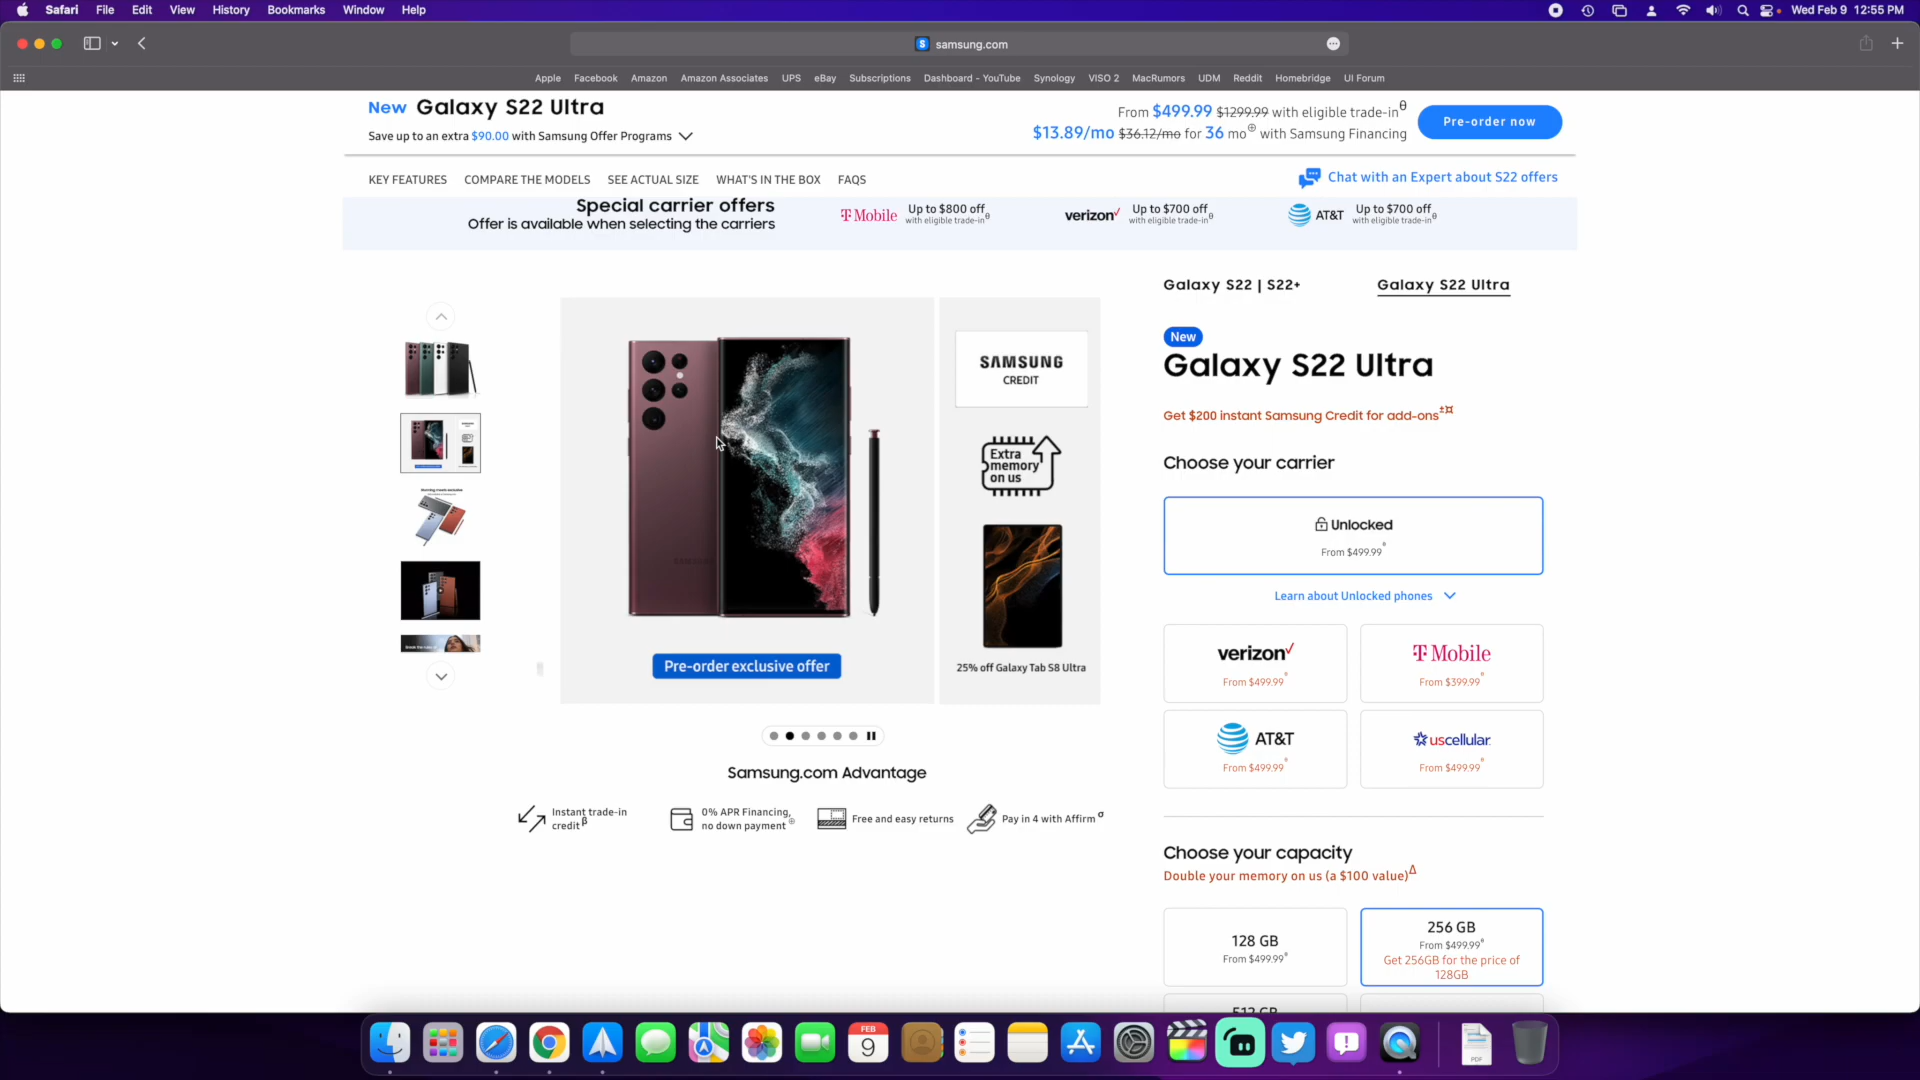 Safari File Edit View History Bookmarks Window Help Wed Feb 9 12:55 PM
S samsung.com
Apple Facebook Amazon Amazon Associates UPS eBay Subscriptions Dashboard - YouTube Synology VISO 2 MacRumors UDM Reddit Homebridge UI Forum
New Galaxy S22 Ultra
Save up to an extra $90.00 with Samsung Offer Programs
From $499.99 $1299.99 with eligible trade-inθ
$13.89/mo $36.12/mo for 36 mo⊕ with Samsung Financing
Pre-order now
KEY FEATURES COMPARE THE MODELS SEE ACTUAL SIZE WHAT'S IN THE BOX FAQS
Chat with an Expert about S22 offers
Special carrier offers
Offer is available when selecting the carriers
T Mobile Up to $800 off
with eligible trade-inθ
verizon✓ Up to $700 off
with eligible trade-inθ
AT&T Up to $700 off
with eligible trade-inθ
Galaxy S22 | S22+ Galaxy S22 Ultra
SAMSUNG
CREDIT
Extra
memory
on us
25% off Galaxy Tab S8 Ultra
Pre-order exclusive offer
Samsung.com Advantage
Instant trade-in
credit β
0% APR Financing,
no down payment ⊕
Free and easy returns
Pay in 4 with Affirm σ
New
Galaxy S22 Ultra
Get $200 instant Samsung Credit for add-ons±¤
Choose your carrier
Unlocked
From $499.99
Learn about Unlocked phones
verizon✓
From $499.99
T Mobile
From $399.99
AT&T
From $499.99
uscellular
From $499.99
Choose your capacity
Double your memory on us (a $100 value)Δ
128 GB
From $499.99
256 GB
From $499.99
Get 256GB for the price of
128GB
512 GB
FEB
9
PDF